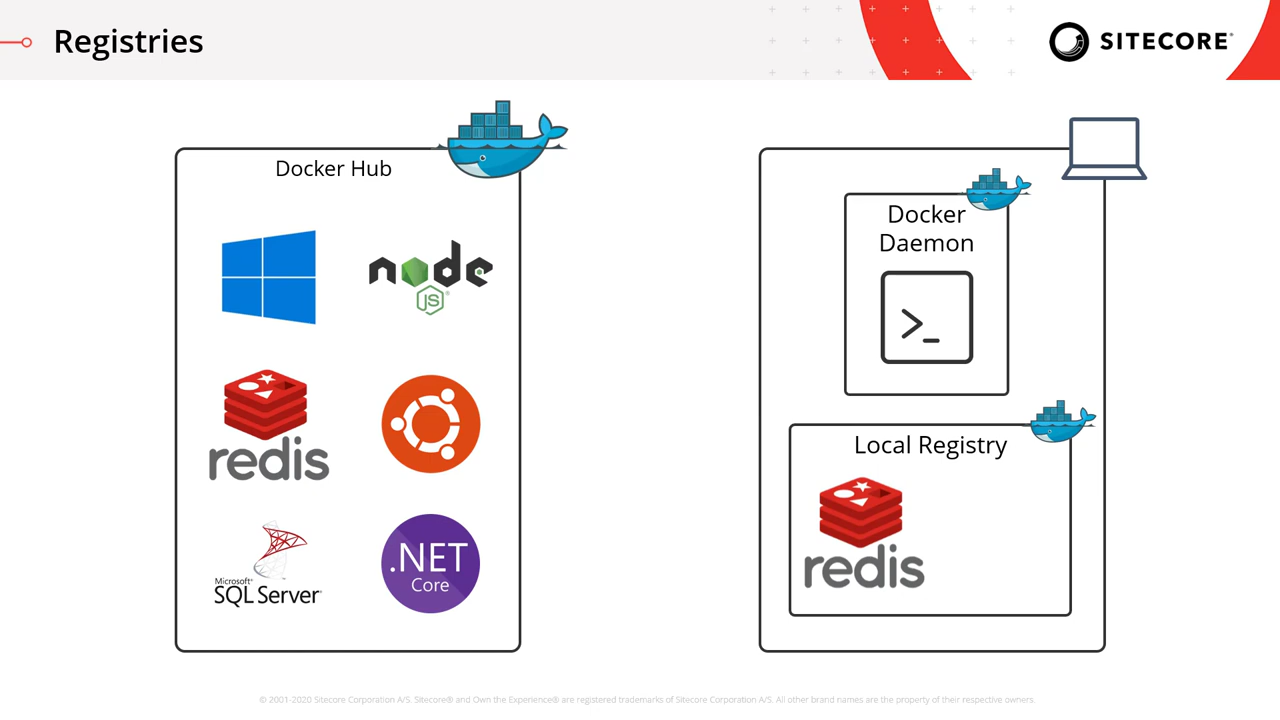 Registries
SITECORE
Docker Hub
node
JS
redis
Microsoft®
SQL Server®
.NET
Core
Docker
Daemon
>_
Local Registry
redis
© 2001-2020 Sitecore Corporation A/S. Sitecore® and Own the Experience® are registered trademarks of Sitecore Corporation A/S. All other brand names are the property of their respective owners.